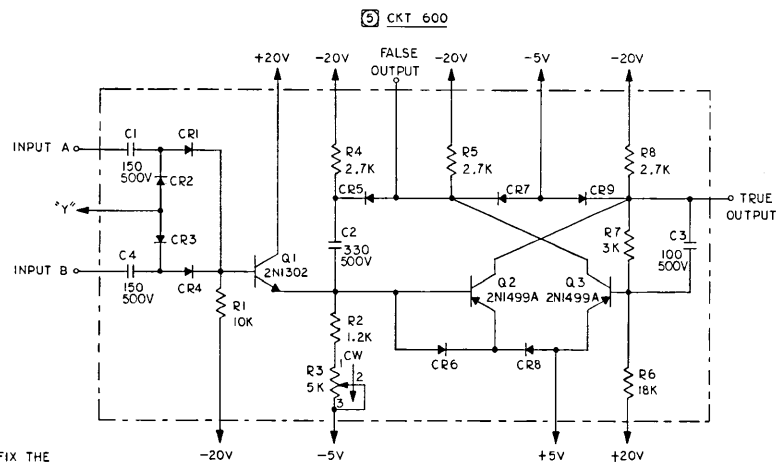 5 CKT 600
+20V -20V FALSE OUTPUT -20V -5V -20V
INPUT A
C1
150
500V
CR1
CR2
"Y"
CR3
INPUT B
C4
150
500V
CR4
R1
10K
Q1
2N1302
R4
2.7K
CR5
C2
330
500V
R5
2.7K
CR7
CR9
R8
2.7K
TRUE
OUTPUT
R7
3K
C3
100
500V
Q2
2N1499A
Q3
2N1499A
R2
1.2K
CR6
CR8
R3
5K
1
CW
2
3
R6
18K
FIX THE
-20V -5V +5V +20V